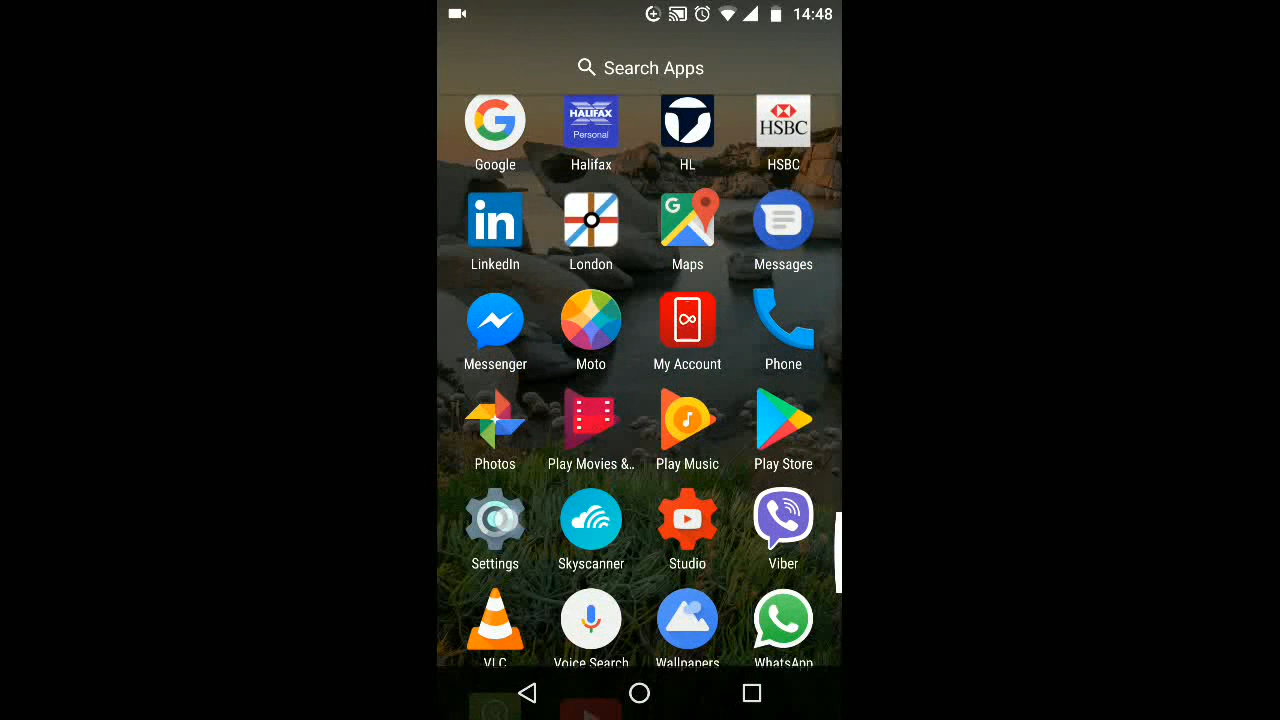 14:48
Search Apps
HALIFAX
Personal
HSBC
Google Halifax HL HSBC
in
G
LinkedIn London Maps Messages
Messenger Moto My Account Phone
Photos Play Movies &.. Play Music Play Store
Settings Skyscanner Studio Viber
VLC Voice Search Wallpapers WhatsApp